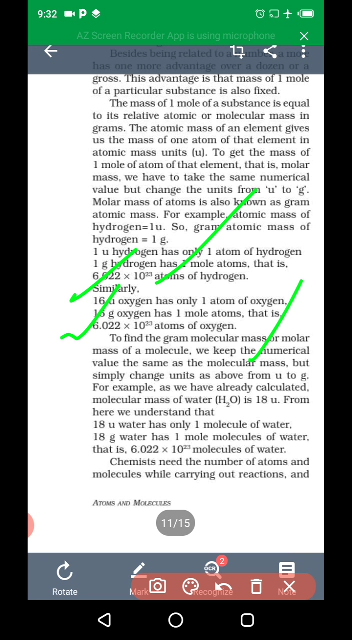 9:32
AZ Screen Recorder App is using microphone
Besides being related to a number, a mole
has one more advantage over a dozen or a
gross. This advantage is that mass of 1 mole
of a particular substance is also fixed.
The mass of 1 mole of a substance is equal
to its relative atomic or molecular mass in
grams. The atomic mass of an element gives
us the mass of one atom of that element in
atomic mass units (u). To get the mass of
1 mole of atom of that element, that is, molar
mass, we have to take the same numerical
value but change the units from 'u' to 'g'.
Molar mass of atoms is also known as gram
atomic mass. For example, atomic mass of
hydrogen=1u. So, gram atomic mass of
hydrogen = 1 g.
1 u hydrogen has only 1 atom of hydrogen
1 g hydrogen has 1 mole atoms, that is,
6.022 × 10²³ atoms of hydrogen.
Similarly,
16 u oxygen has only 1 atom of oxygen,
16 g oxygen has 1 mole atoms, that is,
6.022 × 10²³ atoms of oxygen.
To find the gram molecular mass or molar
mass of a molecule, we keep the numerical
value the same as the molecular mass, but
simply change units as above from u to g.
For example, as we have already calculated,
molecular mass of water (H₂O) is 18 u. From
here we understand that
18 u water has only 1 molecule of water,
18 g water has 1 mole molecules of water,
that is, 6.022 × 10²³ molecules of water.
Chemists need the number of atoms and
molecules while carrying out reactions, and
ATOMS AND MOLECULES
11/15
OCR
2
Rotate Mark Recognize Note